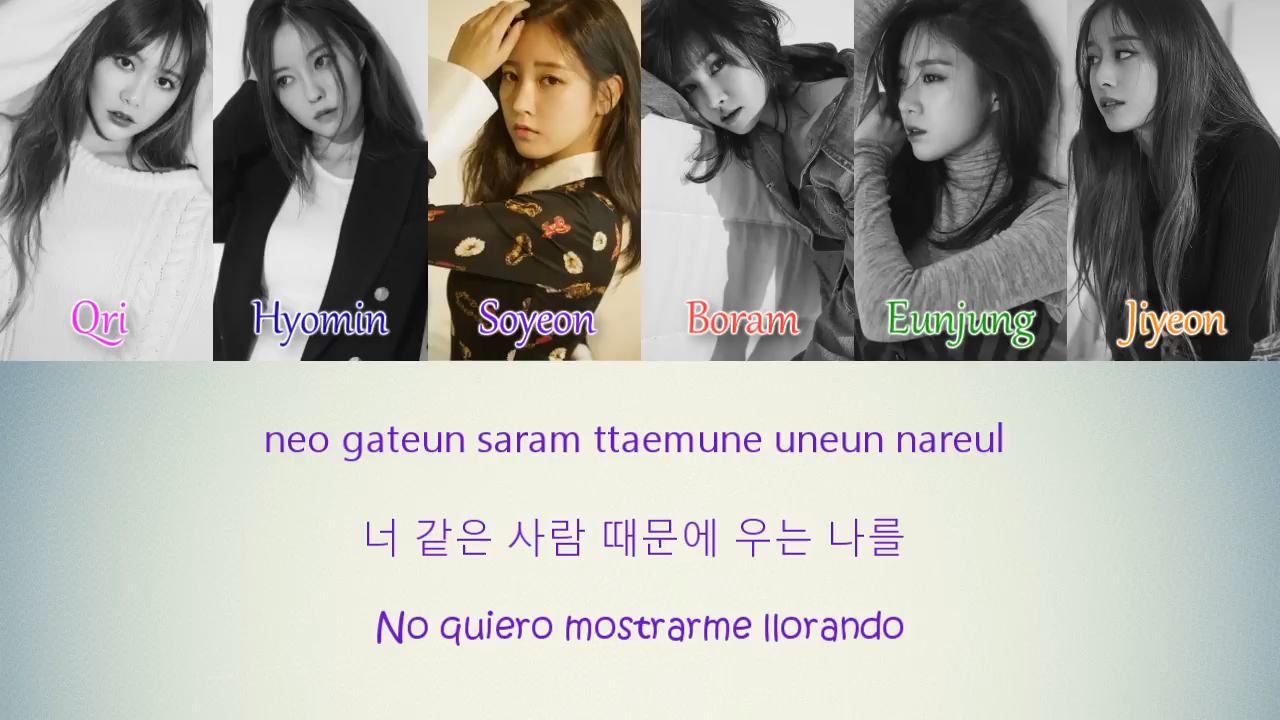 Qri Hyomin Soyeon Boram Eunjung Jiyeon
neo gateun saram ttaemune uneun nareul
너 같은 사람 때문에 우는 나를
No quiero mostrarme llorando